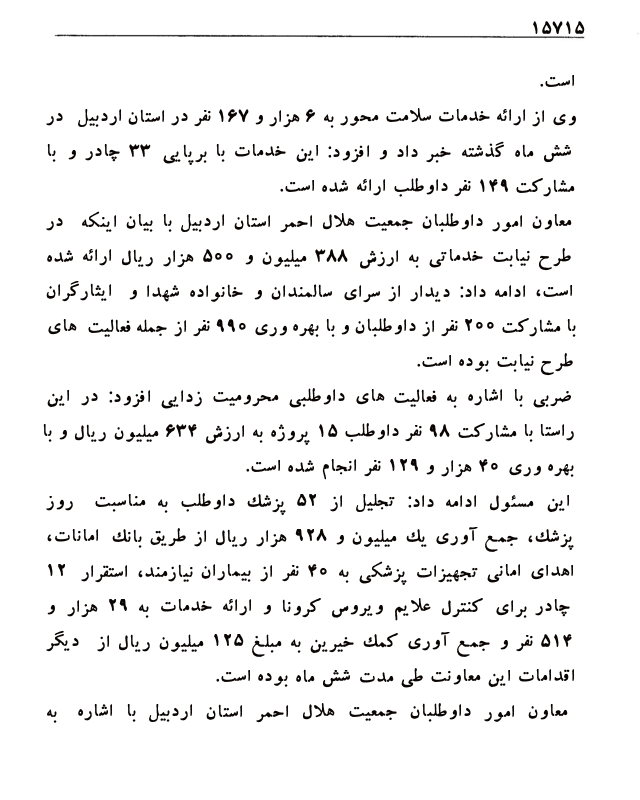 ۱۵۷۱۵
است.
وی از ارائه خدمات سلامت محور به ۶ هزار و ۱۶۷ نفر در استان اردبیل در
شش ماه گذشته خبر داد و افزود: این خدمات با برپایی ۳۳ چادر و با
مشارکت ۱۴۹ نفر داوطلب ارائه شده است.
معاون امور داوطلبان جمعیت هلال احمر استان اردبیل با بیان اینکه در
طرح نیابت خدماتی به ارزش ۳۸۸ میلیون و ۵۰۰ هزار ریال ارائه شده
است، ادامه داد: دیدار از سرای سالمندان و خانواده شهدا و ایثارگران
با مشارکت ۲۰۰ نفر از داوطلبان و با بهره وری ۹۹۰ نفر از جمله فعالیت های
طرح نیابت بوده است.
ضربی با اشاره به فعالیت های داوطلبی محرومیت زدایی افزود: در این
راستا با مشارکت ۹۸ نفر داوطلب ۱۵ پروژه به ارزش ۶۳۴ میلیون ریال و با
بهره وری ۴۰ هزار و ۱۲۹ نفر انجام شده است.
این مسئول ادامه داد: تجلیل از ۵۲ پزشك داوطلب به مناسبت روز
پزشك، جمع آوری یك میلیون و ۹۲۸ هزار ریال از طریق بانك امانات،
اهدای امانی تجهیزات پزشکی به ۴۰ نفر از بیماران نیازمند، استقرار ۱۲
چادر برای کنترل علایم ویروس کرونا و ارائه خدمات به ۲۹ هزار و
۵۱۴ نفر و جمع آوری کمك خیرین به مبلغ ۱۲۵ میلیون ریال از دیگر
اقدامات این معاونت طی مدت شش ماه بوده است.
معاون امور داوطلبان جمعیت هلال احمر استان اردبیل با اشاره به